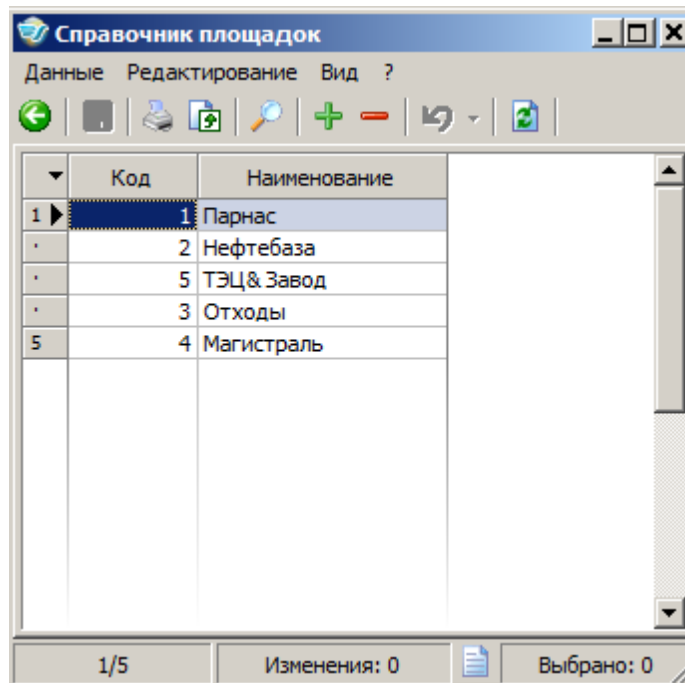 Справочник площадок
Данные Редактирование Вид ?
Код Наименование
1 1 Парнас
2 Нефтебаза
5 ТЭЦ& Завод
3 Отходы
5 4 Магистраль
1/5 Изменения: 0 Выбрано: 0